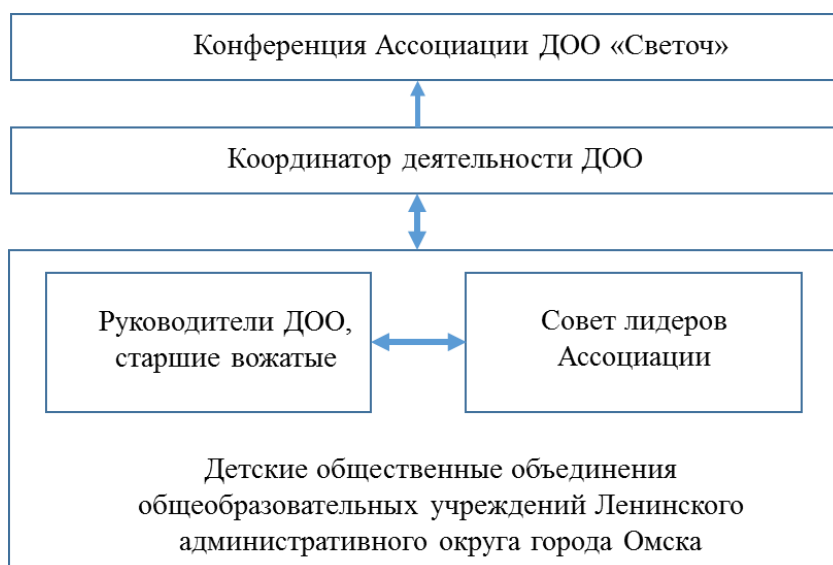 Конференция Ассоциации ДОО «Светоч»
Координатор деятельности ДОО
Руководители ДОО,
старшие вожатые
Совет лидеров
Ассоциации
Детские общественные объединения
общеобразовательных учреждений Ленинского
административного округа города Омска